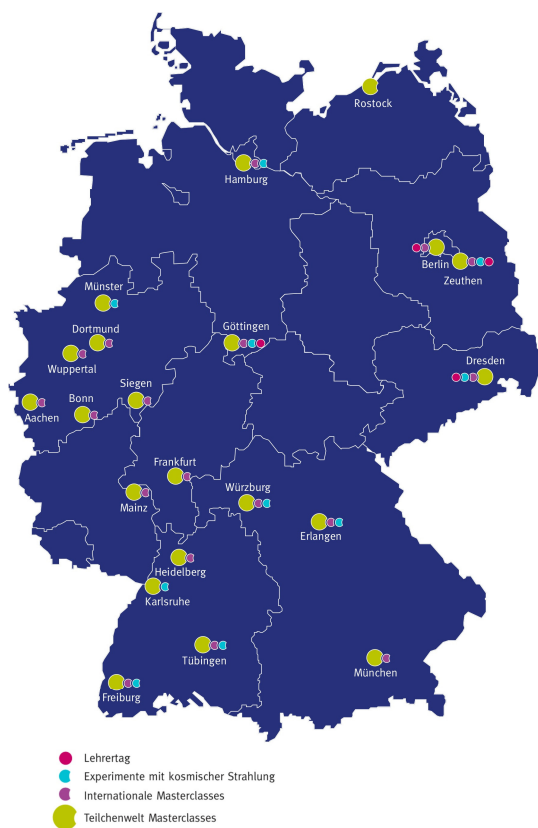 Rostock
Hamburg
Berlin
Zeuthen
Münster
Göttingen
Dortmund
Wuppertal
Dresden
Siegen
Bonn
Aachen
Frankfurt
Würzburg
Mainz
Erlangen
Heidelberg
Karlsruhe
Tübingen
München
Freiburg
Lehrertag
Experimente mit kosmischer Strahlung
Internationale Masterclasses
Teilchenwelt Masterclasses